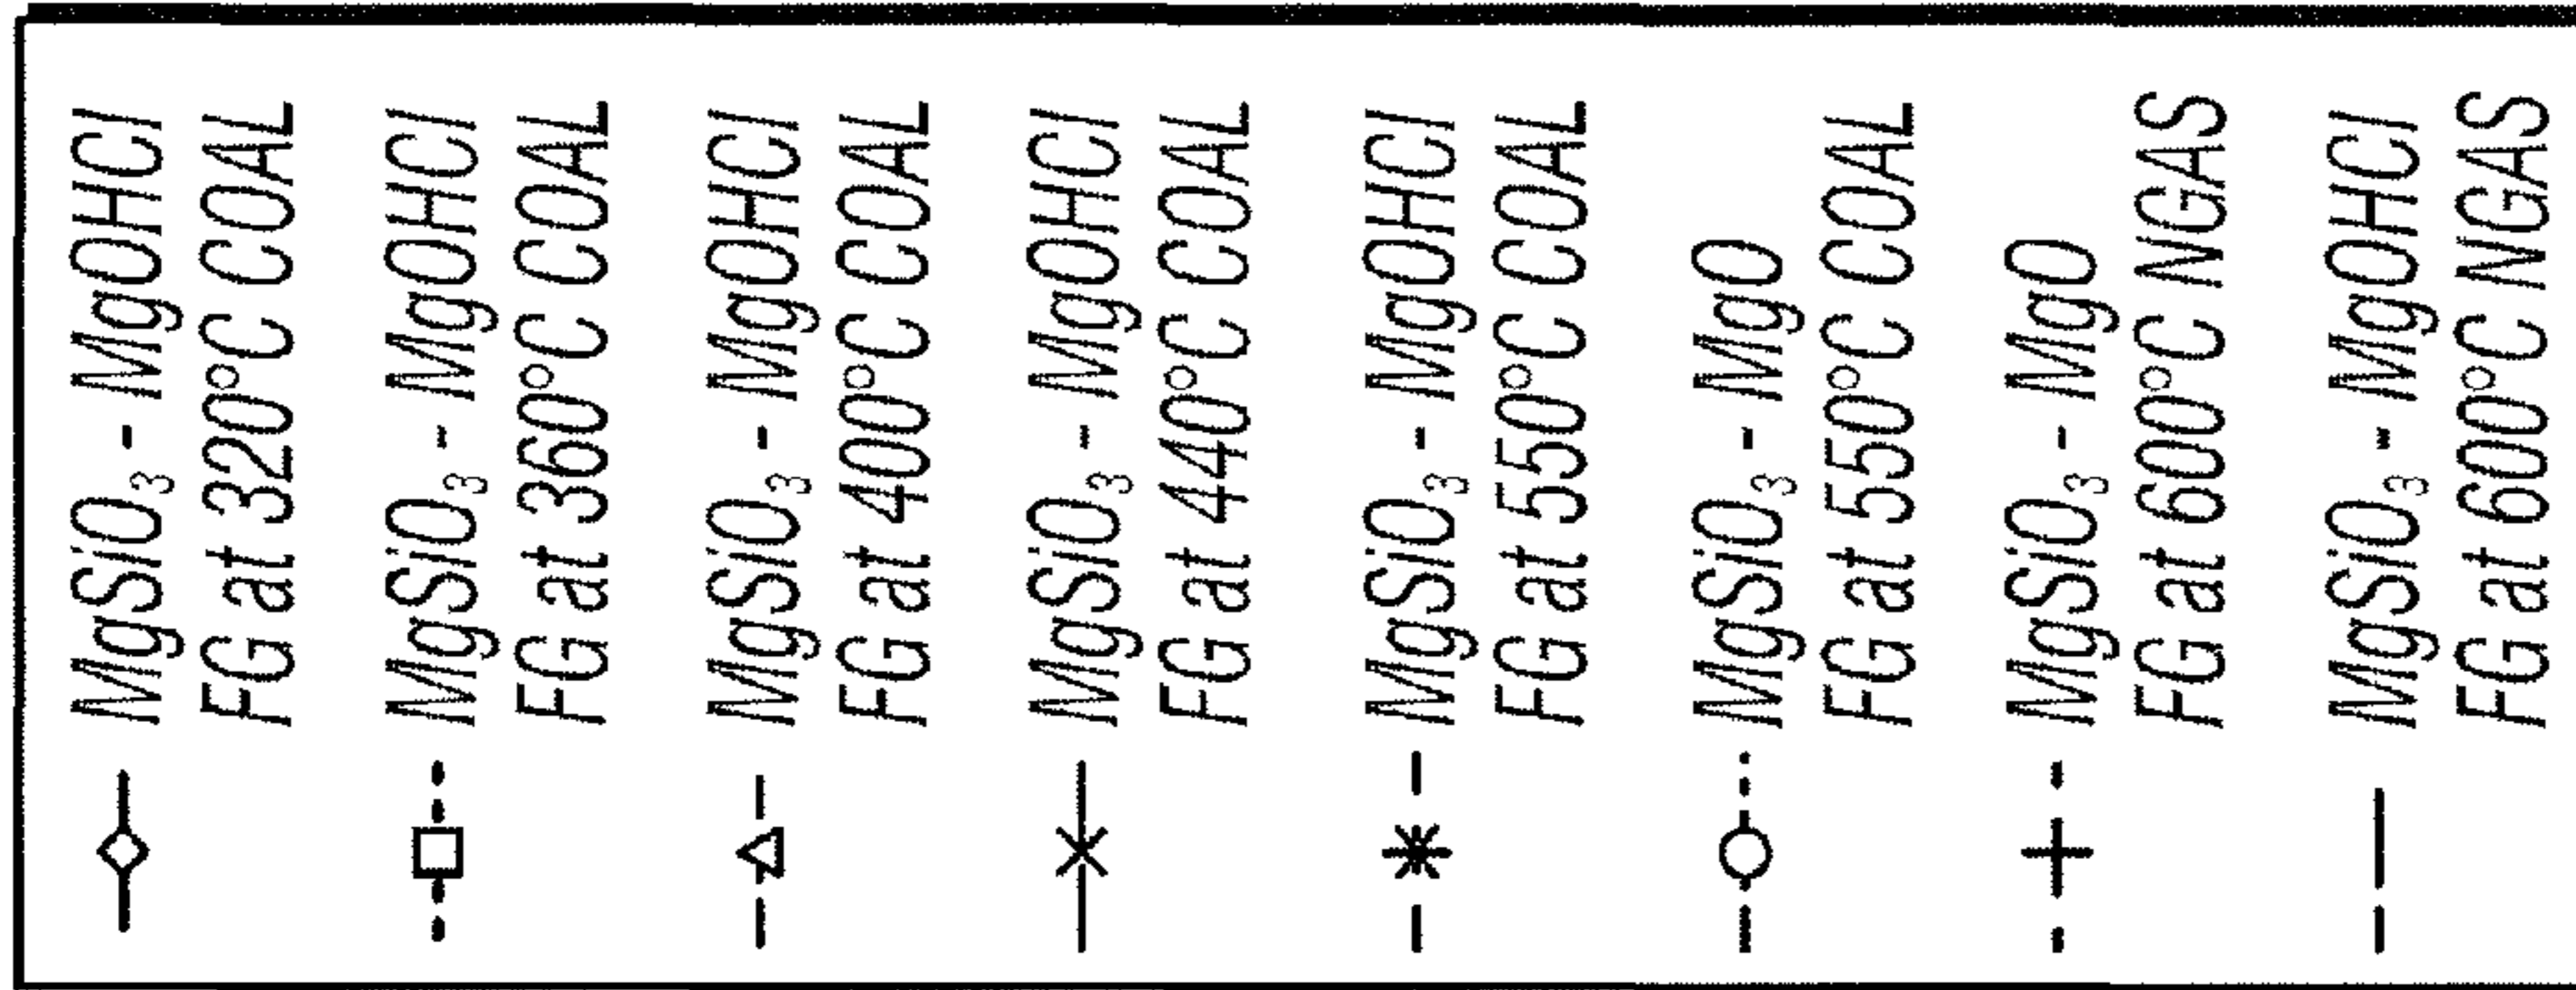 MgSiO₃ - MgOHCl
FG at 320°C COAL
MgSiO₃ - MgOHCl
FG at 360°C COAL
MgSiO₃ - MgOHCl
FG at 400°C COAL
MgSiO₃ - MgOHCl
FG at 440°C COAL
MgSiO₃ - MgOHCl
FG at 550°C COAL
MgSiO₃ - MgO
FG at 550°C COAL
MgSiO₃ - MgO
FG at 600°C NGAS
MgSiO₃ - MgOHCl
FG at 600°C NGAS